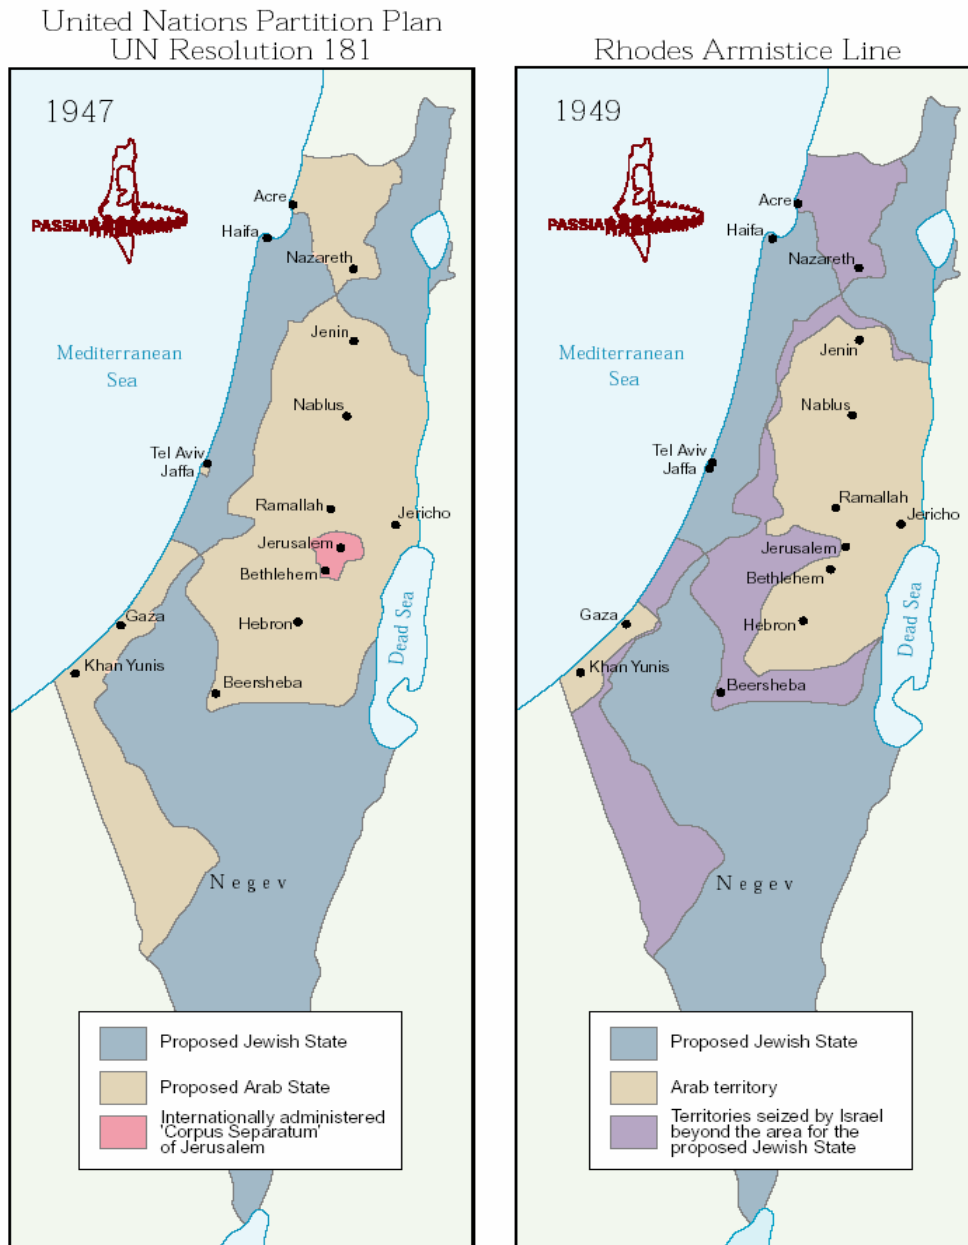 United Nations Partition Plan
UN Resolution 181
1947
PASSIA
Acre
Haifa
Nazareth
Jenin
Mediterranean
Sea
Nablus
Tel Aviv
Jaffa
Ramallah
Jericho
Jerusalem
Bethlehem
Gaza
Hebron
Dead Sea
Khan Yunis
Beersheba
Negev
Proposed Jewish State
Proposed Arab State
Internationally administered
'Corpus Separatum'
of Jerusalem
Rhodes Armistice Line
1949
PASSIA
Acre
Haifa
Nazareth
Jenin
Mediterranean
Sea
Nablus
Tel Aviv
Jaffa
Ramallah
Jericho
Jerusalem
Bethlehem
Gaza
Hebron
Dead Sea
Khan Yunis
Beersheba
Negev
Proposed Jewish State
Arab territory
Territories seized by Israel
beyond the area for the
proposed Jewish State